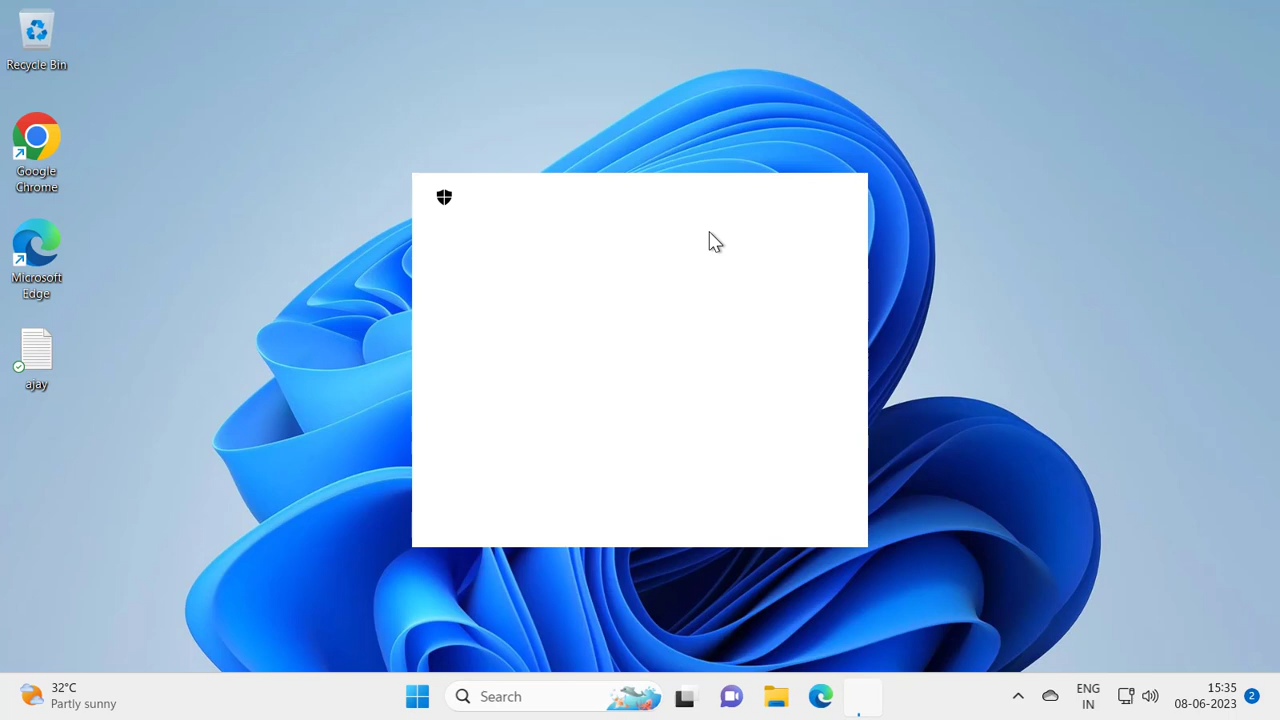 Recycle Bin
Google
Chrome
Microsoft
Edge
ajay
32°C
Partly sunny
Search
ENG
IN
15:35
08-06-2023
2